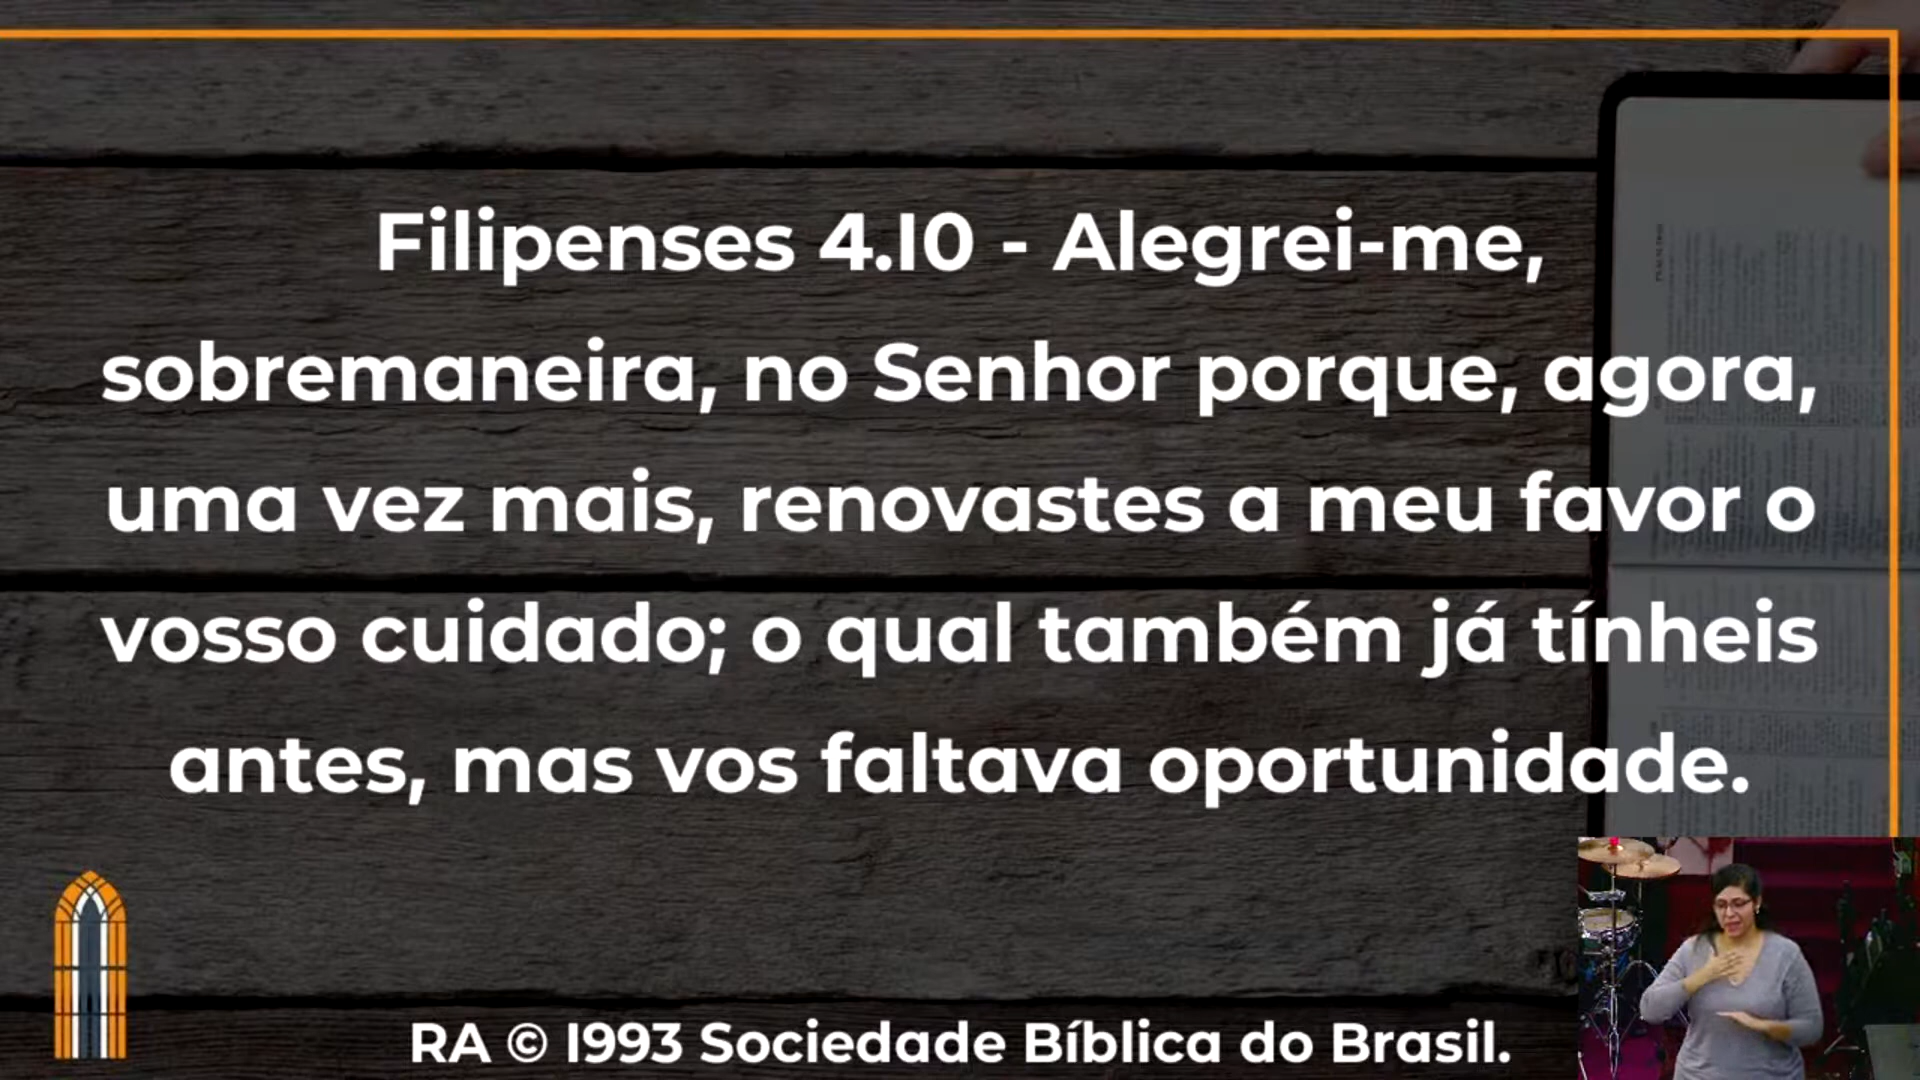 Filipenses 4.10 - Alegrei-me,
sobremaneira, no Senhor porque, agora,
uma vez mais, renovastes a meu favor o
vosso cuidado; o qual também já tínheis
antes, mas vos faltava oportunidade.
RA © 1993 Sociedade Bíblica do Brasil.